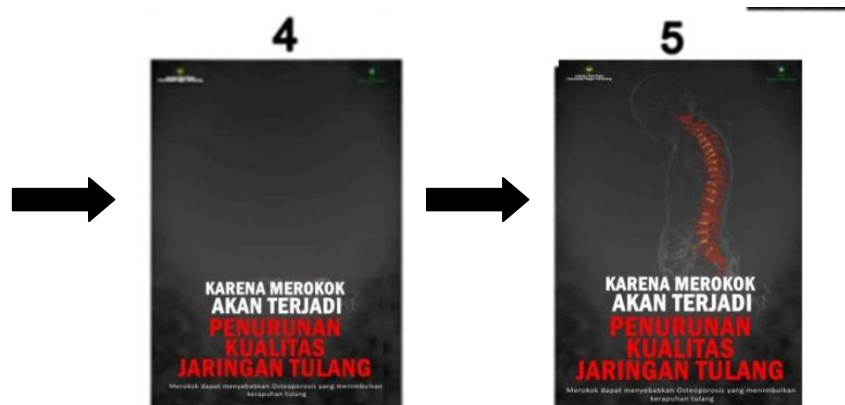 4
KARENA MEROKOK
AKAN TERJADI
PENURUNAN
KUALITAS
JARINGAN TULANG
Merokok dapat menyebabkan Osteoporosis yang menimbulkan
kerapuhan tulang
5
KARENA MEROKOK
AKAN TERJADI
PENURUNAN
KUALITAS
JARINGAN TULANG
Merokok dapat menyebabkan Osteoporosis yang menimbulkan
kerapuhan tulang